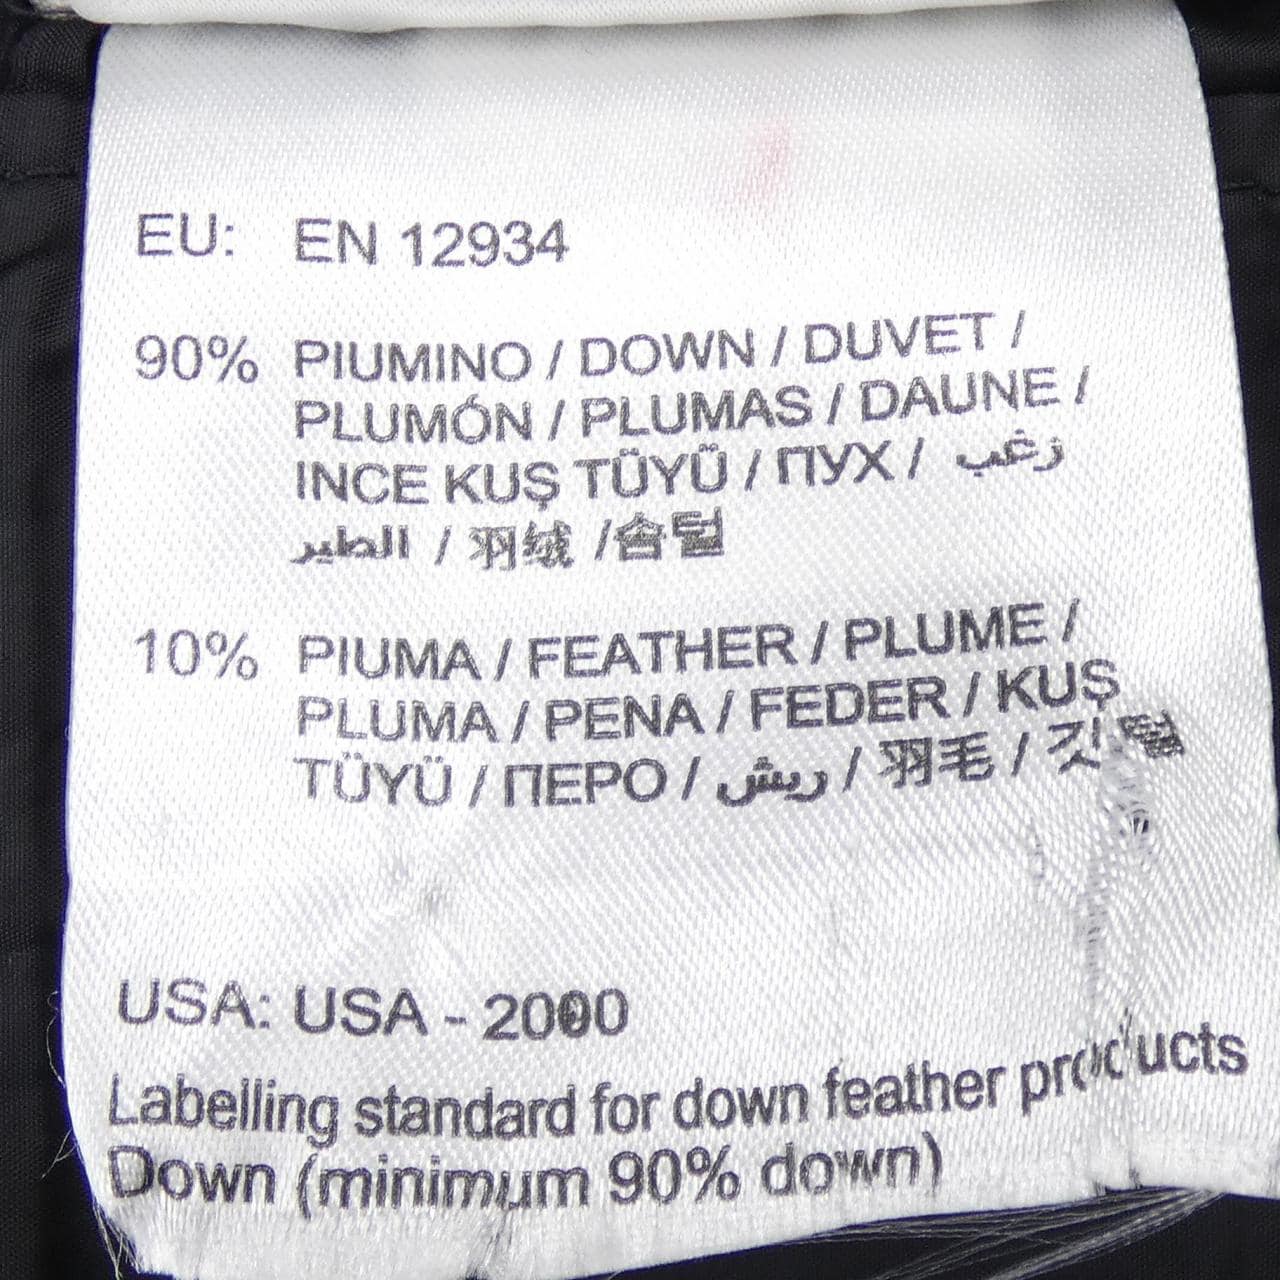 EU: EN 12934
90% PIUMINO / DOWN / DUVET /
PLUMÓN / PLUMAS / DAUNE /
INCE KUŞ TÜYÜ / ПУХ / زغب
الطير / 羽绒 /솜털
10% PIUMA / FEATHER / PLUME /
PLUMA / PENA / FEDER / KUŞ
TÜYÜ / ПЕРО / ريش / 羽毛 / 깃털
USA: USA - 2000
Labelling standard for down feather products
Down (minimum 90% down)